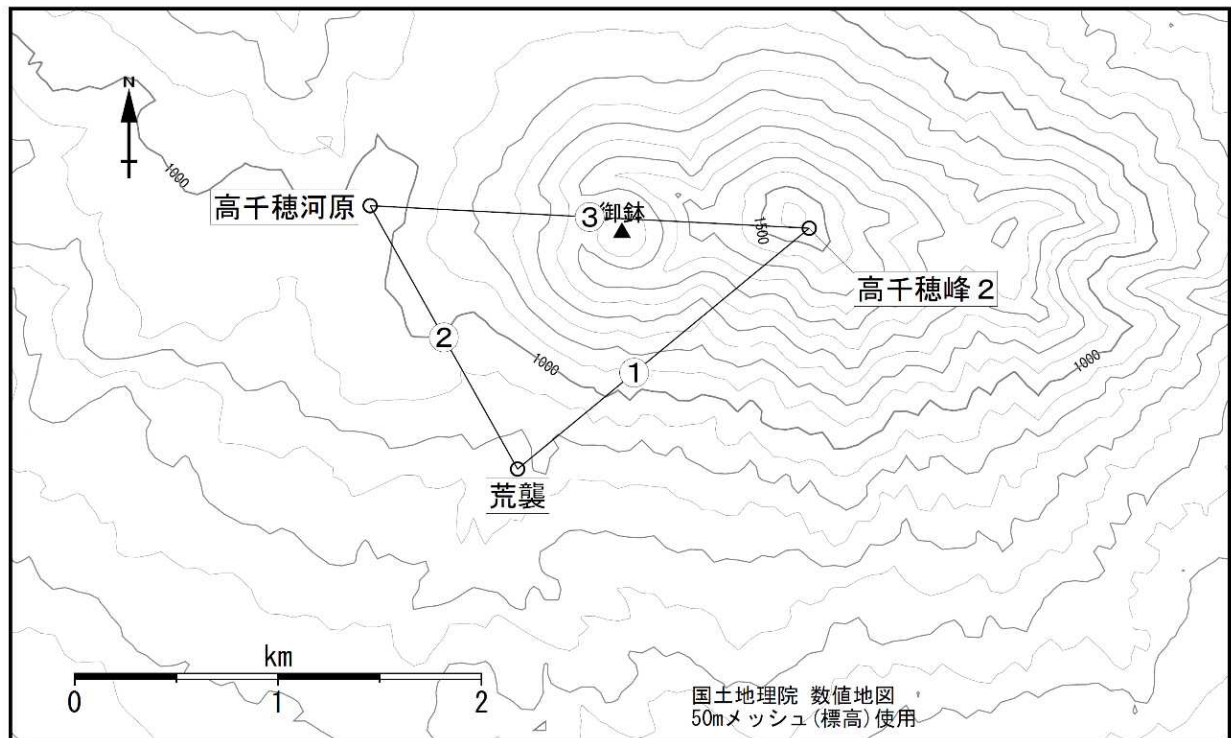 N
1000
高千穂河原
③
御鉢
1500
高千穂峰2
②
1000
①
1000
荒襲
km
0
1
2
国土地理院 数値地図
50mメッシュ(標高)使用